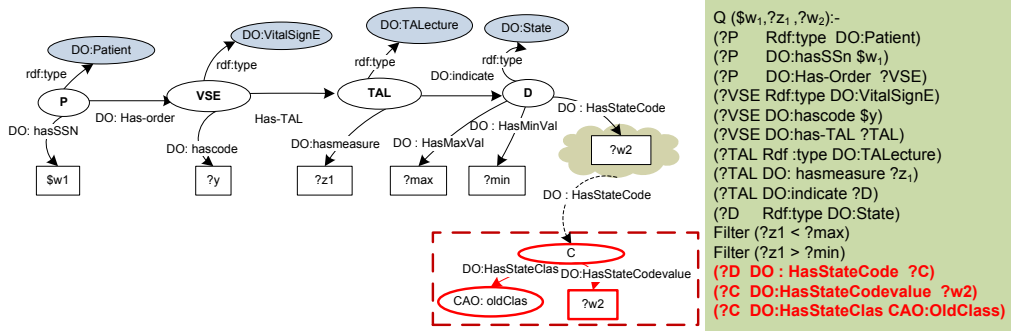 DO:Patient
DO:VitalSignE
DO:TALecture
DO:State
rdf:type
rdf:type
rdf:type
rdf:type
DO:indicate
P
VSE
TAL
D
DO: hasSSN
DO: Has-order
Has-TAL
DO : HasStateCode
DO: hascode
DO:hasmeasure
DO : HasMaxVal
DO : HasMinVal
$w1
?y
?z1
?max
?min
?w2
DO : HasStateCode
C
DO:HasStateClas
DO:HasStateCodevalue
CAO: oldClas
?w2
Q ($w1,?z1 ,?w2):-
(?P Rdf:type DO:Patient)
(?P DO:hasSSn $w1)
(?P DO:Has-Order ?VSE)
(?VSE Rdf:type DO:VitalSignE)
(?VSE DO:hascode $y)
(?VSE DO:has-TAL ?TAL)
(?TAL Rdf :type DO:TALecture)
(?TAL DO: hasmeasure ?z1)
(?TAL DO:indicate ?D)
(?D Rdf:type DO:State)
Filter (?z1 < ?max)
Filter (?z1 > ?min)
(?D DO : HasStateCode ?C)
(?C DO:HasStateCodevalue ?w2)
(?C DO:HasStateClas CAO:OldClass)